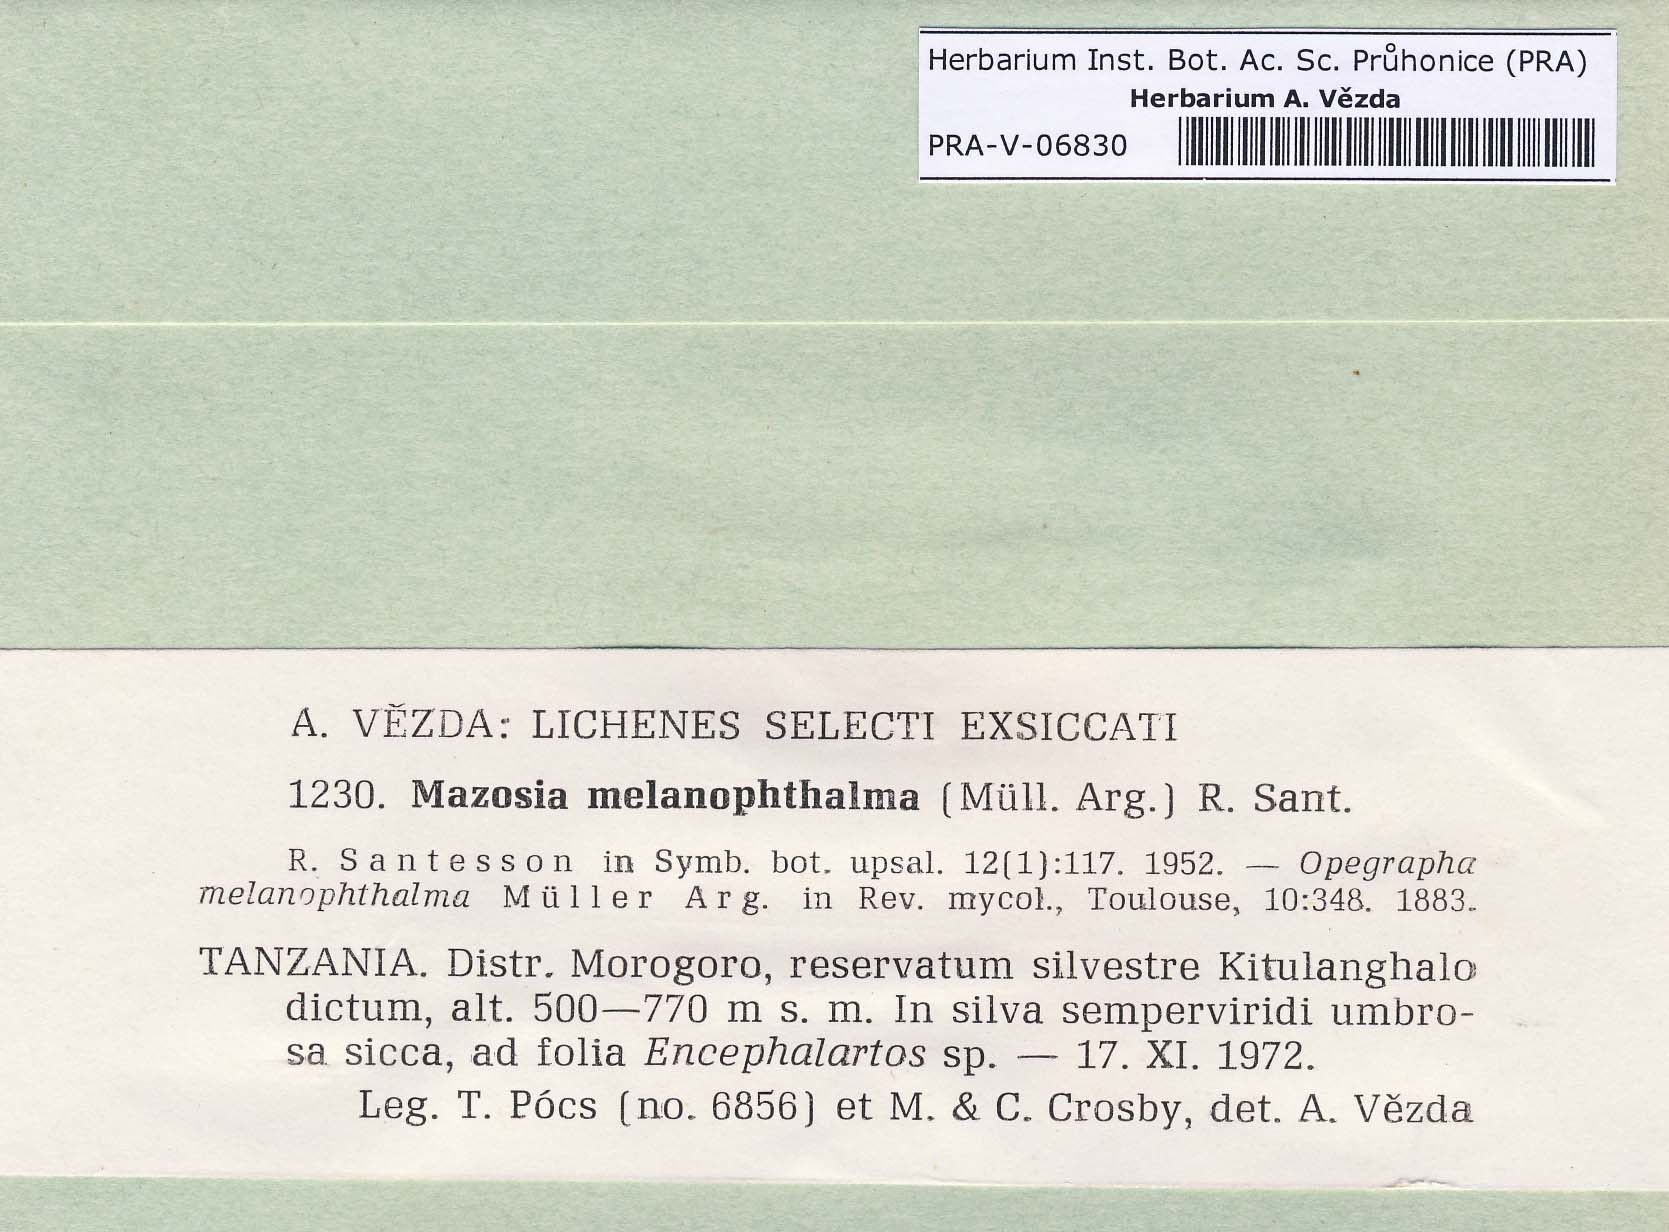 Herbarium Inst. Bot. Ac. Sc. Průhonice (PRA)
Herbarium A. Vězda
PRA-V-06830
A. VĚZDA: LICHENES SELECTI EXSICCATI
1230. Mazosia melanophthalma (Müll. Arg.) R. Sant.
R. Santesson in Symb. bot. upsal. 12(1):117. 1952. — Opegrapha
melanophthalma Müller Arg. in Rev. mycol., Toulouse, 10:348. 1883.
TANZANIA. Distr. Morogoro, reservatum silvestre Kitulanghalo
dictum, alt. 500—770 m s. m. In silva semperviridi umbro-
sa sicca, ad folia Encephalartos sp. — 17. XI. 1972.
Leg. T. Pócs (no. 6856) et M. & C. Crosby, det. A. Vězda